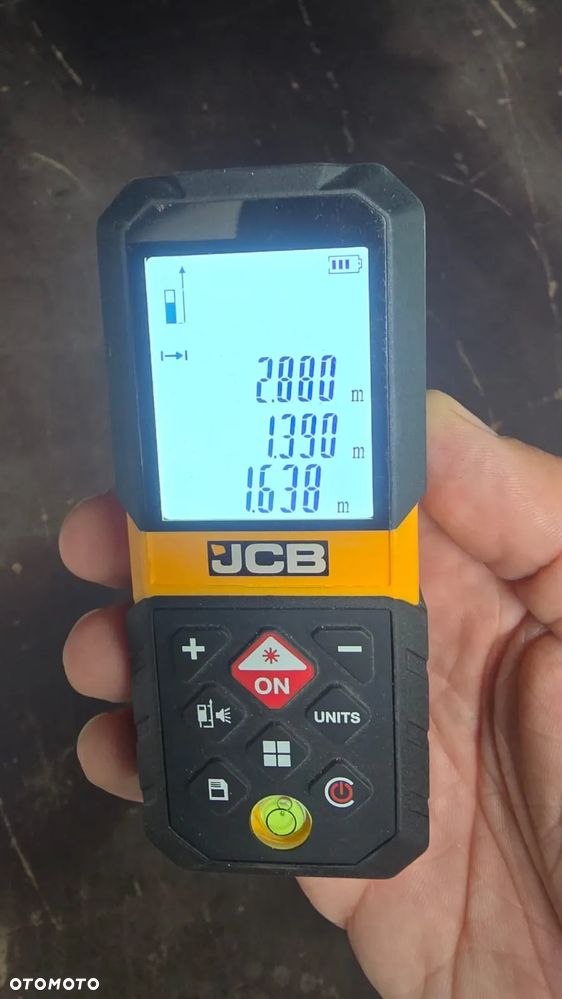 2.880 m
1.390 m
1.638 m
JCB
+ −
ON
UNITS
OTOMOTO